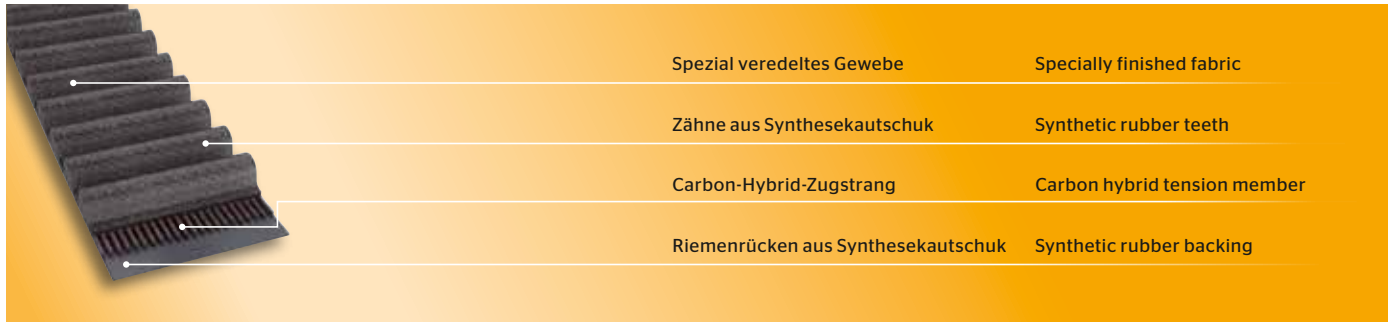 Spezial veredeltes Gewebe Specially finished fabric
Zähne aus Synthesekautschuk Synthetic rubber teeth
Carbon-Hybrid-Zugstrang Carbon hybrid tension member
Riemenrücken aus Synthesekautschuk Synthetic rubber backing